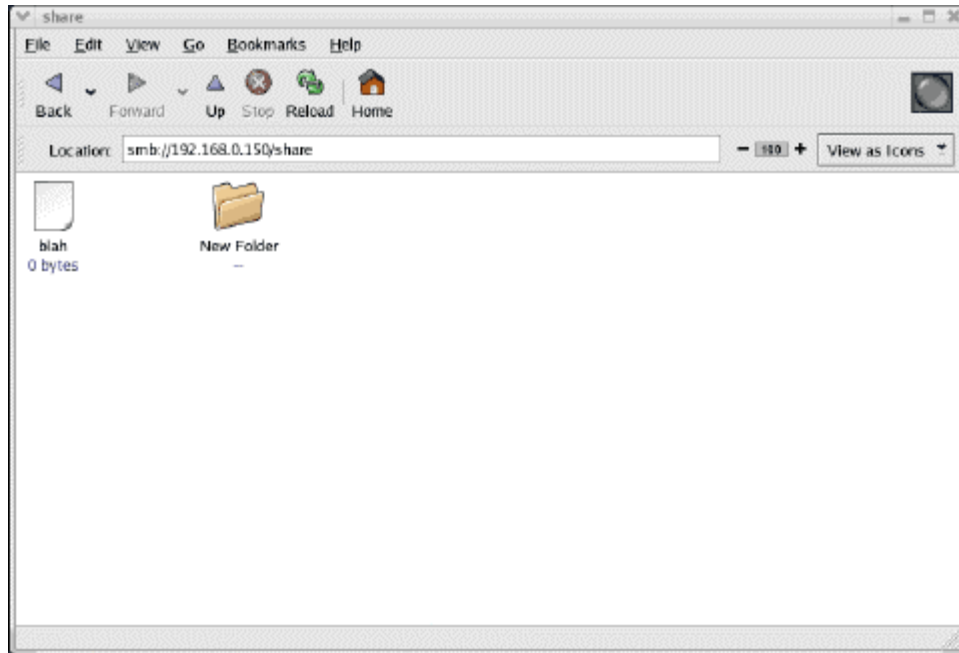 share
File Edit View Go Bookmarks Help
Back Forward Up Stop Reload Home
Location: smb://192.168.0.150/share 100 View as Icons
blah New Folder
0 bytes --